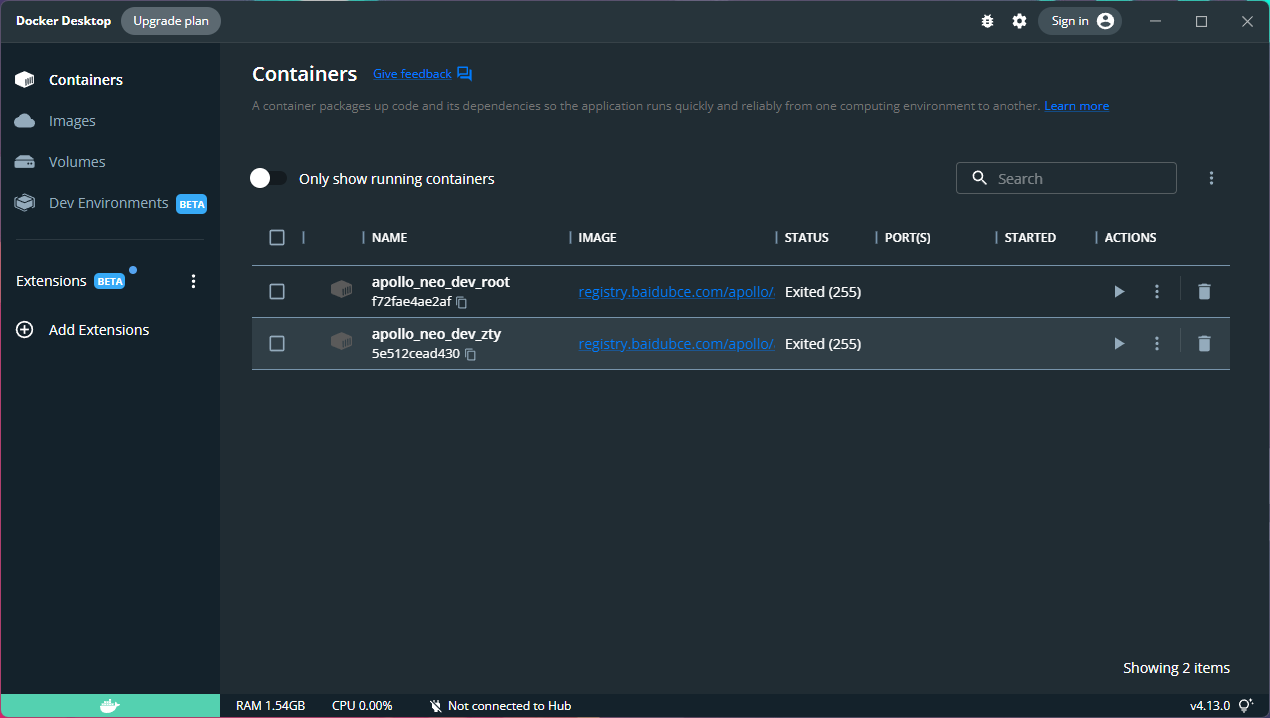 Docker Desktop Upgrade plan Sign in
Containers
Images
Volumes
Dev Environments BETA
Extensions BETA
Add Extensions
Containers Give feedback
A container packages up code and its dependencies so the application runs quickly and reliably from one computing environment to another. Learn more
Only show running containers Search
NAME IMAGE STATUS PORT(S) STARTED ACTIONS
apollo_neo_dev_root
f72fae4ae2af registry.baidubce.com/apollo/ Exited (255)
apollo_neo_dev_zty
5e512cead430 registry.baidubce.com/apollo/ Exited (255)
Showing 2 items
RAM 1.54GB CPU 0.00% Not connected to Hub v4.13.0